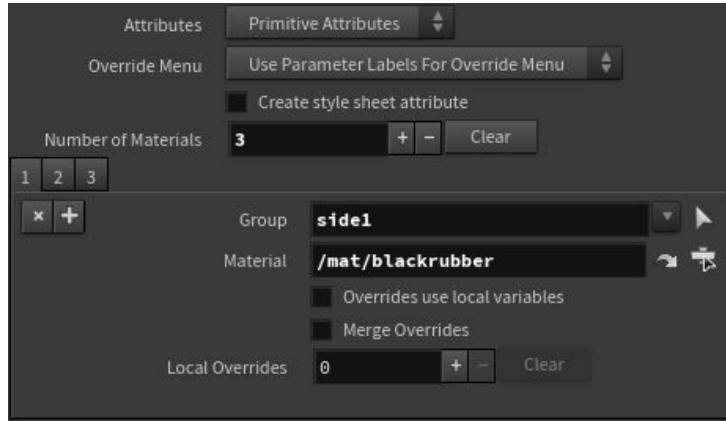 Attributes Primitive Attributes
Override Menu Use Parameter Labels For Override Menu
Create style sheet attribute
Number of Materials 3 + - Clear
1 2 3
× + Group side1
Material /mat/blackrubber
Overrides use local variables
Merge Overrides
Local Overrides 0 + - Clear